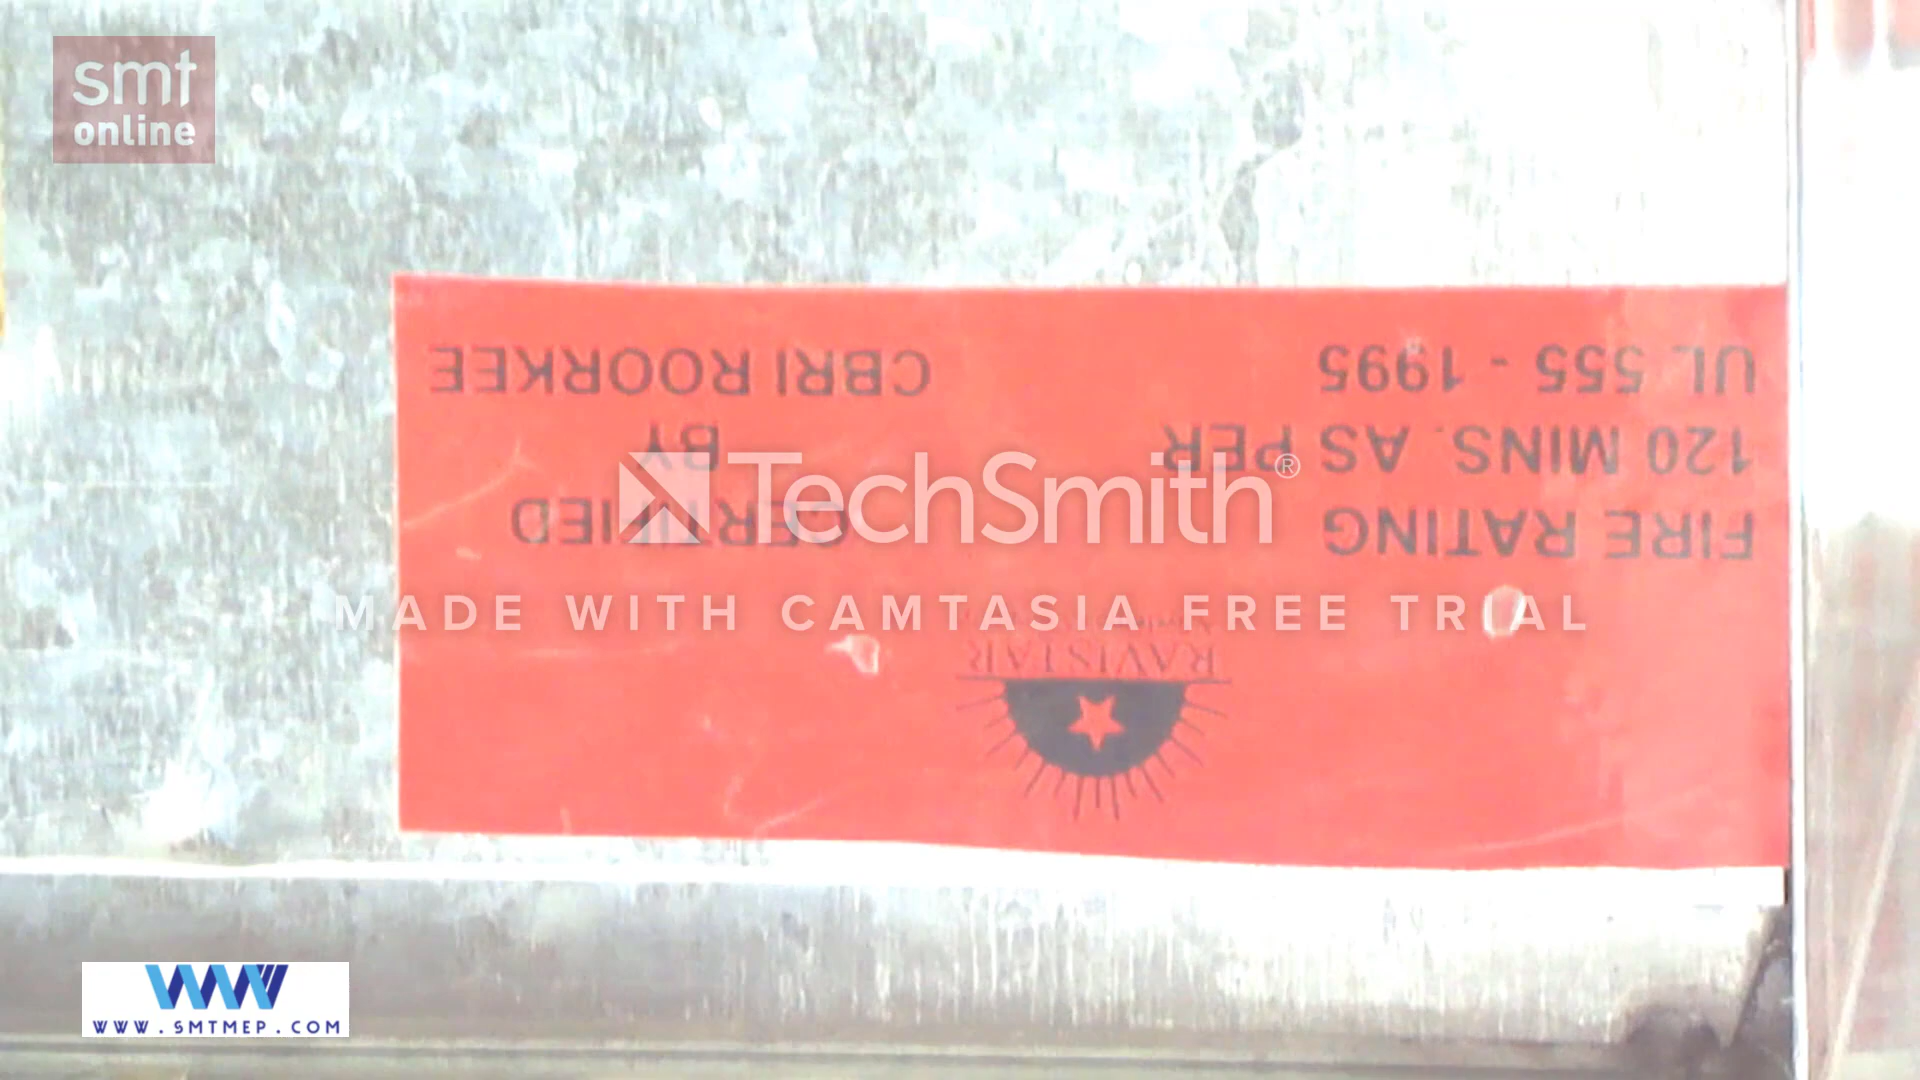 smt
online
FIRE RATING
120 MINS. AS PER
UL 555 - 1995
CERTIFIED
BY
CBRI ROORKEE
RAVISTAR
TechSmith®
MADE WITH CAMTASIA FREE TRIAL
WWW.SMTMEP.COM